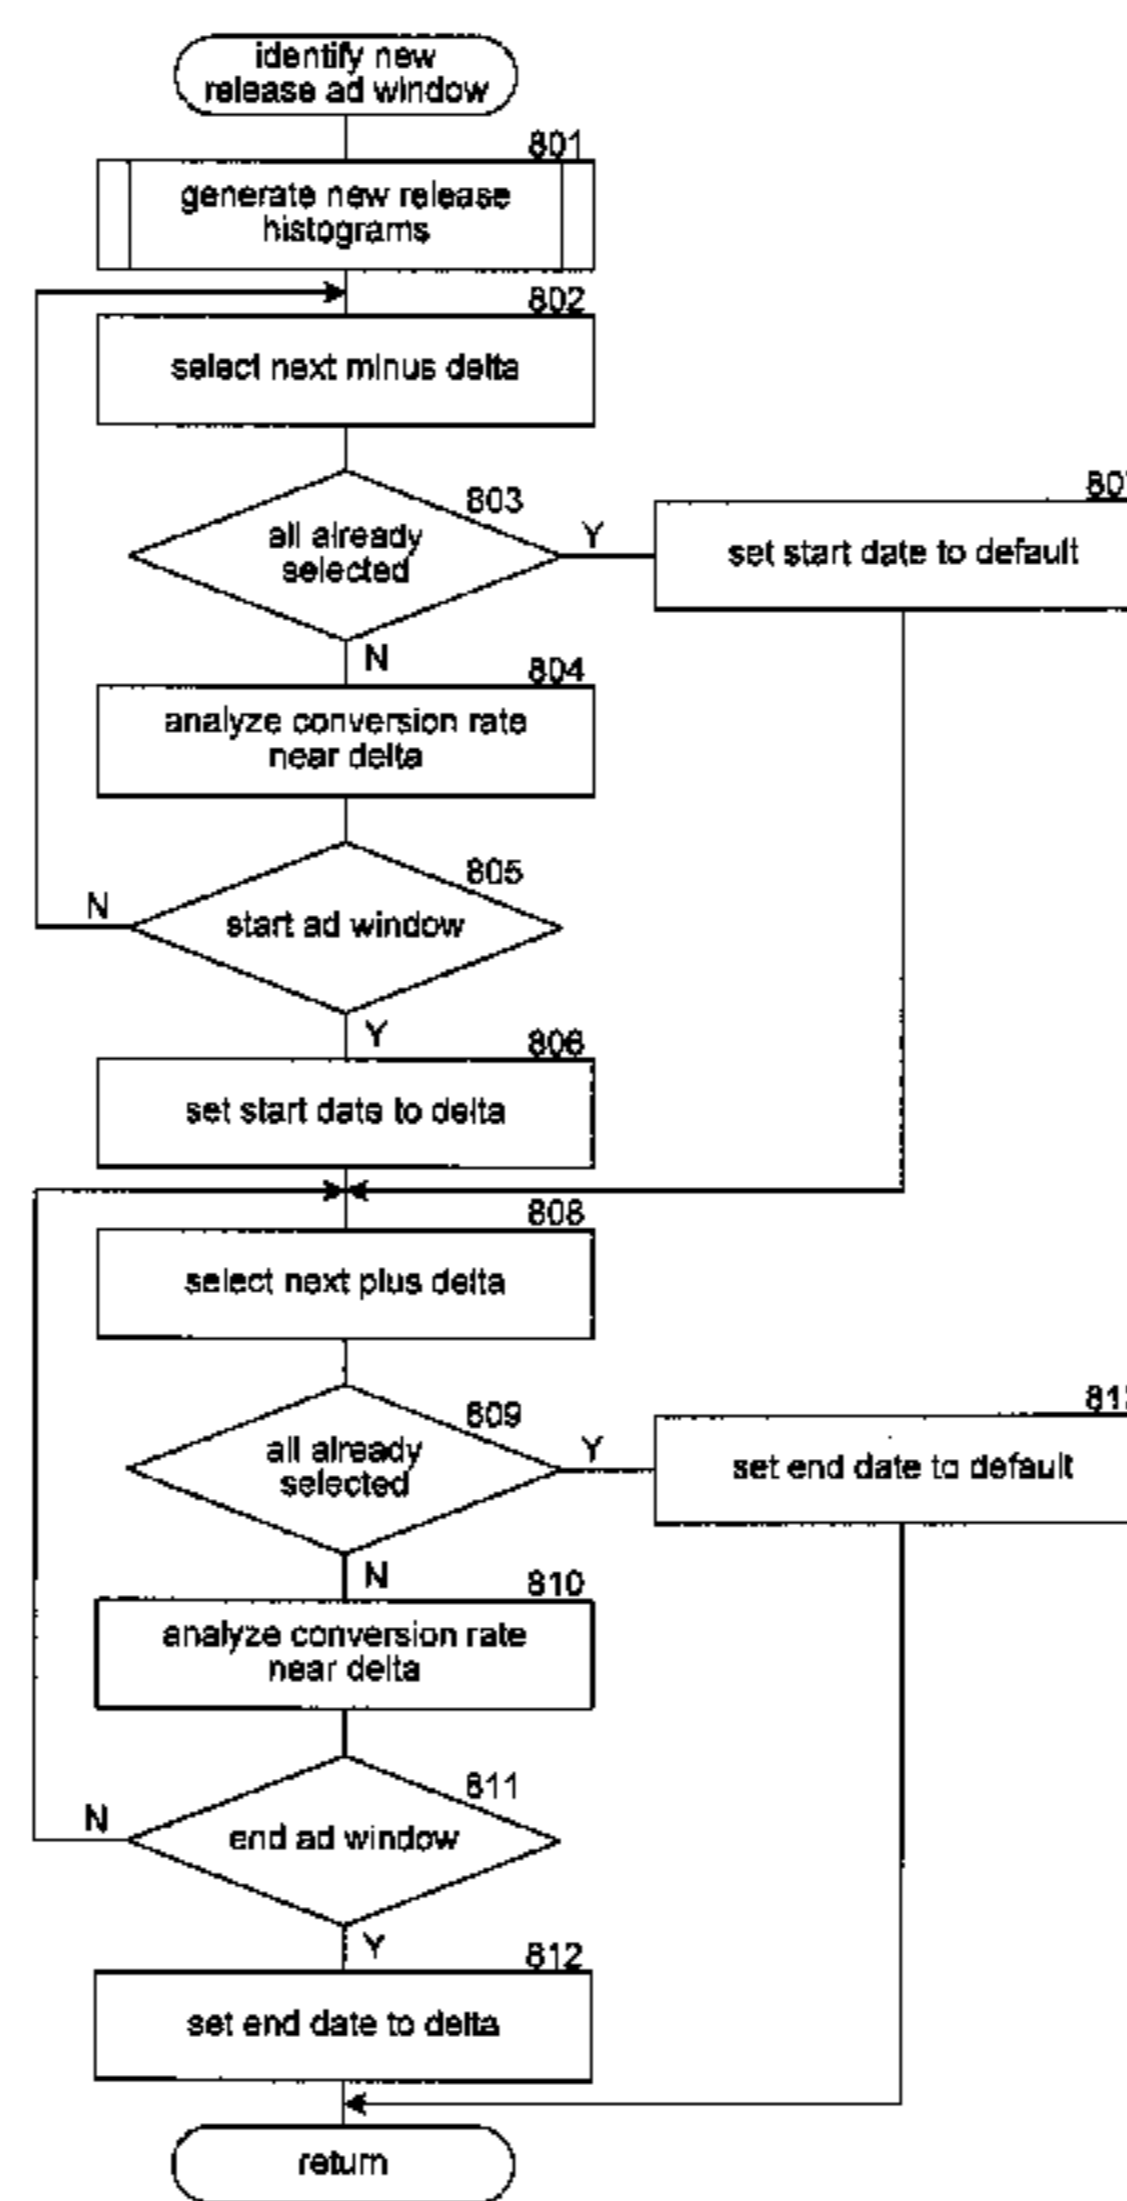 identify new
release ad window
801
generate new release
histograms
802
select next minus delta
803
all already
selected
Y
set start date to default
N
804
analyze conversion rate
near delta
805
start ad window
N
Y
806
set start date to delta
808
select next plus delta
809
all already
selected
Y
set end date to default
N
810
analyze conversion rate
near delta
811
end ad window
N
Y
812
set end date to delta
return